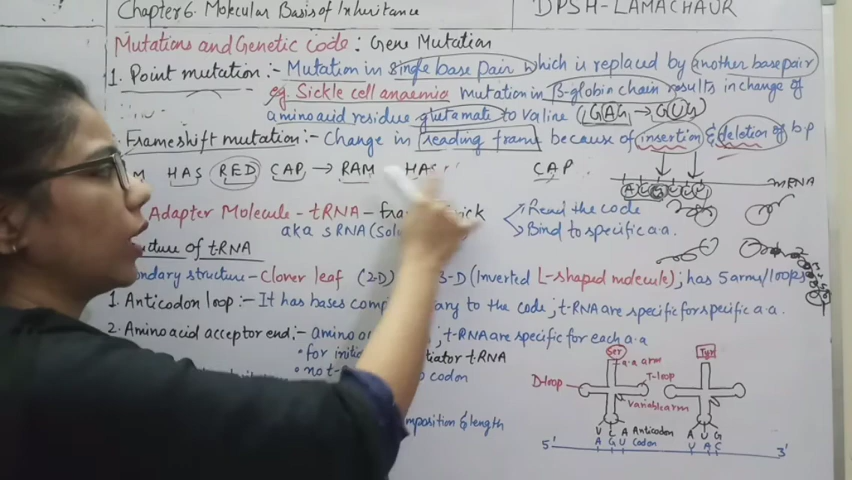 Chapter 6: Molecular Basis of Inheritance
DPSH-LAMACHAUR
Mutations and Genetic code: Gene Mutation
1. Point mutation :- Mutation in single base pair which is replaced by another base pair
eg. Sickle cell anaemia mutation in β-globin chain results in change of
amino acid residue glutamate to Valine (GAG → GUG)
Frameshift mutation :- Change in reading frame because of insertion & deletion of bp
HAS RED CAP → RAM HAS CAP
mRNA
Adapter Molecule - tRNA - Crick
aka sRNA
Read the code
Bind to specific a.a.
of tRNA
Secondary structure - Clover leaf (2-D) 3-D (Inverted L-shaped molecule); has 5 arms/loops
1. Anticodon loop :- It has bases complementary to the code, t-RNA are specific for specific a.a.
2. Amino acid acceptor end :- t-RNA are specific for each a.a
• for tRNA
• no codon
composition & length
Ser
Tyr
a.a arm
D-loop
T-loop
Variable arm
U C A Anticodon A U G
A G U Codon U A C
5' 3'